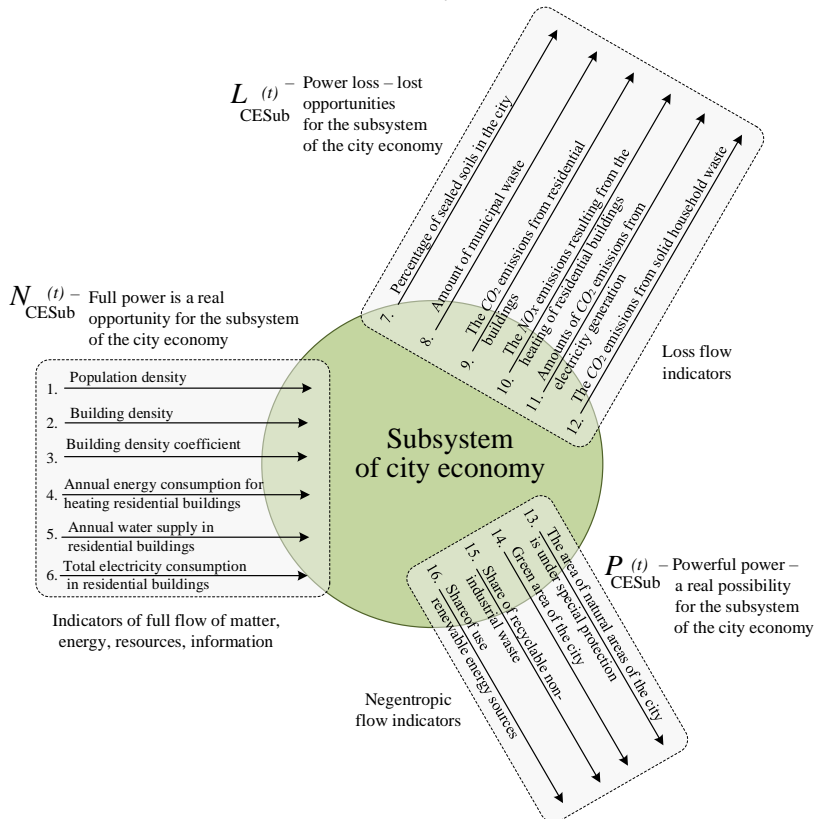 L CESub (t) – Power loss – lost
opportunities
for the subsystem
of the city economy
7. Percentage of sealed soils in the city
8. Amount of municipal waste
9. The CO2 emissions from residential
buildings
10. The NOx emissions resulting from the
heating of residential buildings
11. Amounts of CO2 emissions from
electricity generation
12. The CO2 emissions from solid household waste
Loss flow
indicators
N CESub (t) – Full power is a real
opportunity for the subsystem
of the city economy
1. Population density
2. Building density
3. Building density coefficient
4. Annual energy consumption for
heating residential buildings
5. Annual water supply in
residential buildings
6. Total electricity consumption
in residential buildings
Indicators of full flow of matter,
energy, resources, information
Subsystem
of city economy
P CESub (t) – Powerful power –
a real possibility
for the subsystem
of the city economy
13. The area of natural areas of the city
is under special protection
14. Green area of the city
15. Share of recyclable non-
industrial waste
16. Share of use
renewable energy sources
Negentropic
flow indicators